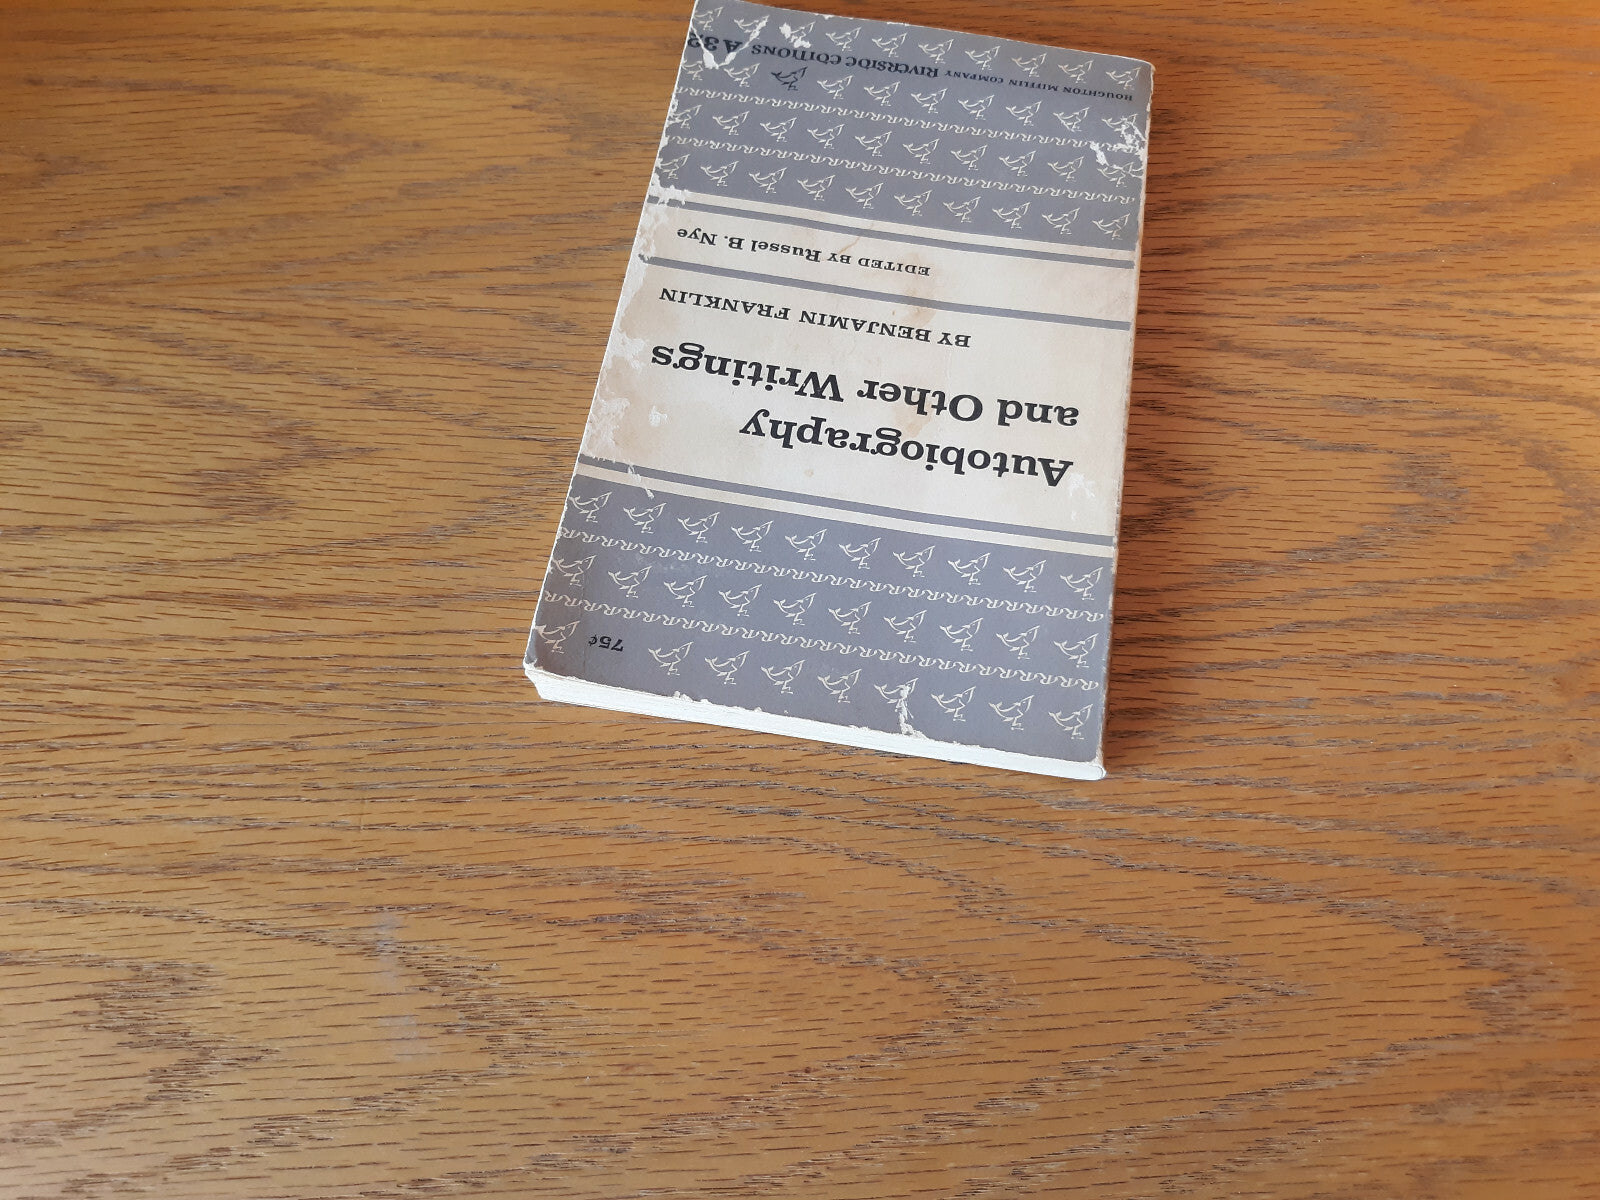 75¢
Autobiography
and Other Writings
BY BENJAMIN FRANKLIN
EDITED BY Russel B. Nye
HOUGHTON MIFFLIN COMPANY RIVERSIDE EDITIONS A32